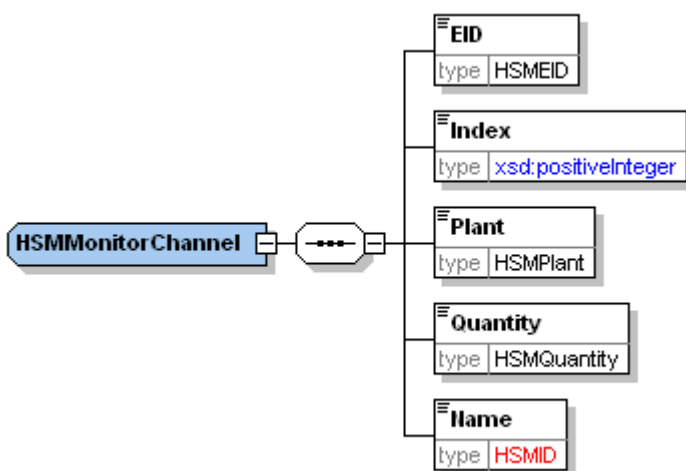 EID
type HSMEID
Index
type xsd:positiveInteger
HSMMonitorChannel
Plant
type HSMPlant
Quantity
type HSMQuantity
Name
type HSMID